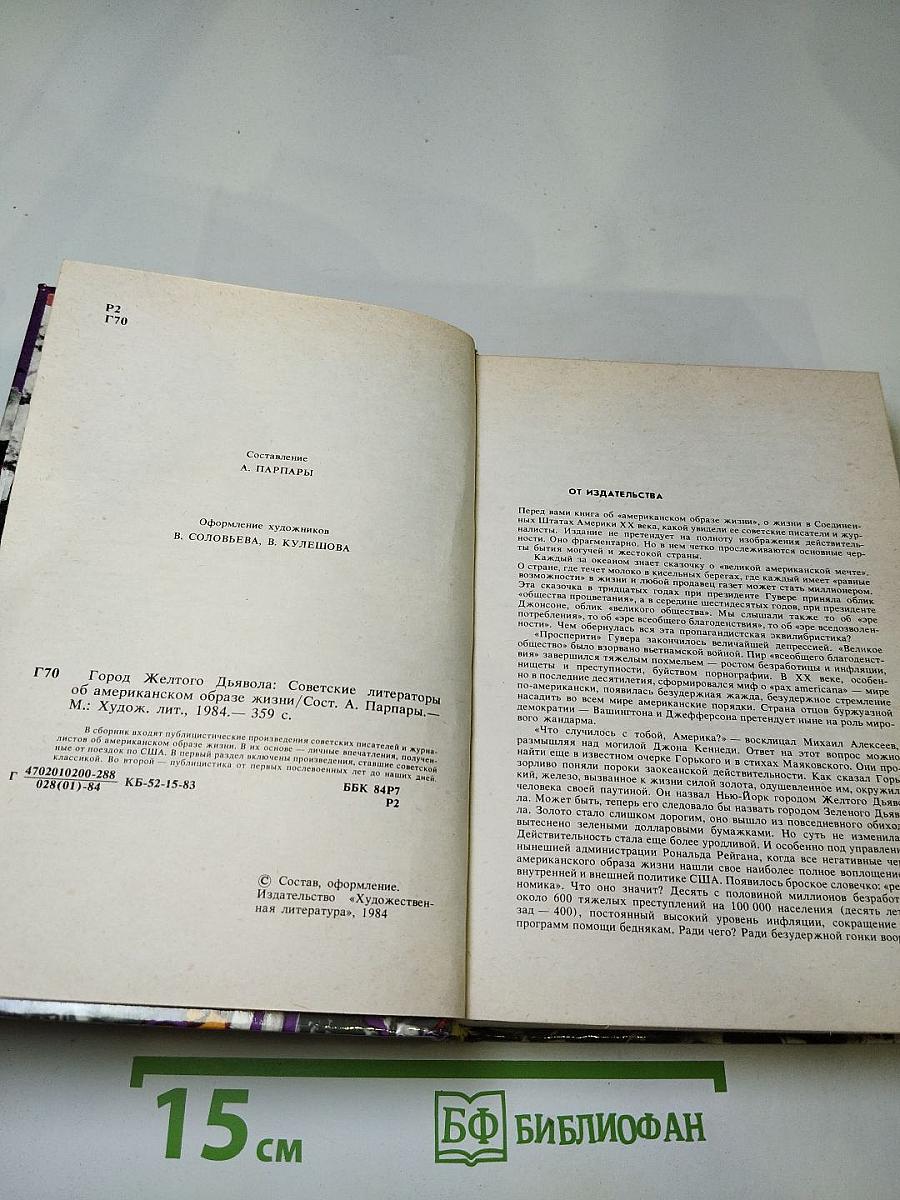 Р2
Г70
Составление
А. ПАРПАРЫ
Оформление художников
В. СОЛОВЬЕВА, В. КУЛЕШОВА
Г70 Город Желтого Дьявола: Советские литераторы
об американском образе жизни/Сост. А. Парпары.—
М.: Худож. лит., 1984.— 359 с.
В сборник входят публицистические произведения советских писателей и журна-
листов об американском образе жизни. В их основе — личные впечатления, получен-
ные от поездок по США. В первый раздел включены произведения, ставшие советской
классикой. Во второй — публицистика от первых послевоенных лет до наших дней.
Г 4702010200-288
028(01)-84 КБ-52-15-83
ББК 84Р7
Р2
© Состав, оформление.
Издательство «Художествен-
ная литература», 1984
ОТ ИЗДАТЕЛЬСТВА
Перед вами книга об «американском образе жизни», о жизни в Соединен-
ных Штатах Америки XX века, какой увидели ее советские писатели и жур-
налисты. Издание не претендует на полноту изображения действитель-
ности. Оно фрагментарно. Но в нем четко прослеживаются основные чер-
ты бытия могучей и жестокой страны.
Каждый за океаном знает сказочку о «великой американской мечте».
О стране, где течет молоко в кисельных берегах, где каждый имеет «равные
возможности» в жизни и любой продавец газет может стать миллионером.
Эта сказочка в тридцатых годах при президенте Гувере приняла облик
«общества процветания», а в середине шестидесятых годов, при президенте
Джонсоне, облик «великого общества». Мы слышали также то об «эре
потребления», то об «эре всеобщего благоденствия», то об «эре вседозволен-
ности». Чем обернулась вся эта пропагандистская эквилибристика?
«Просперити» Гувера закончилось величайшей депрессией. «Великое
общество» было взорвано вьетнамской войной. Пир «всеобщего благоденст-
вия» завершился тяжелым похмельем — ростом безработицы и инфляции,
нищеты и преступности, буйством порнографии. В XX веке, особен-
но в последние десятилетия, сформировался миф о «pax americana» — мире
по-американски, появилась безудержная жажда, безудержное стремление
насадить во всем мире американские порядки. Страна отцов буржуазной
демократии — Вашингтона и Джефферсона претендует ныне на роль миро-
вого жандарма.
«Что случилось с тобой, Америка?» — восклицал Михаил Алексеев,
размышляя над могилой Джона Кеннеди. Ответ на этот вопрос можно
найти еще в известном очерке Горького и в стихах Маяковского. Они про-
зорливо поняли пороки заокеанской действительности. Как сказал Горь-
кий, железо, вызванное к жизни силой золота, одушевленное им, окружил
человека своей паутиной. Он назвал Нью-Йорк городом Желтого Дьяво
ла. Может быть, теперь его следовало бы назвать городом Зеленого Дьяв
ла. Золото стало слишком дорогим, оно вышло из повседневного обиход
вытеснено зелеными долларовыми бумажками. Но суть не изменила
Действительность стала еще более уродливой. И особенно под управлени
нынешней администрации Рональда Рейгана, когда все негативные чер
американского образа жизни нашли свое наиболее полное воплощение
внутренней и внешней политике США. Появилось броское словечко: «ре
номика». Что оно значит? Десять с половиной миллионов безработ
около 600 тяжелых преступлений на 100 000 населения (десять лет
зад — 400), постоянный высокий уровень инфляции, сокращение
программ помощи беднякам. Ради чего? Ради безудержной гонки воор
15 см
БФ БИБЛИОФАН